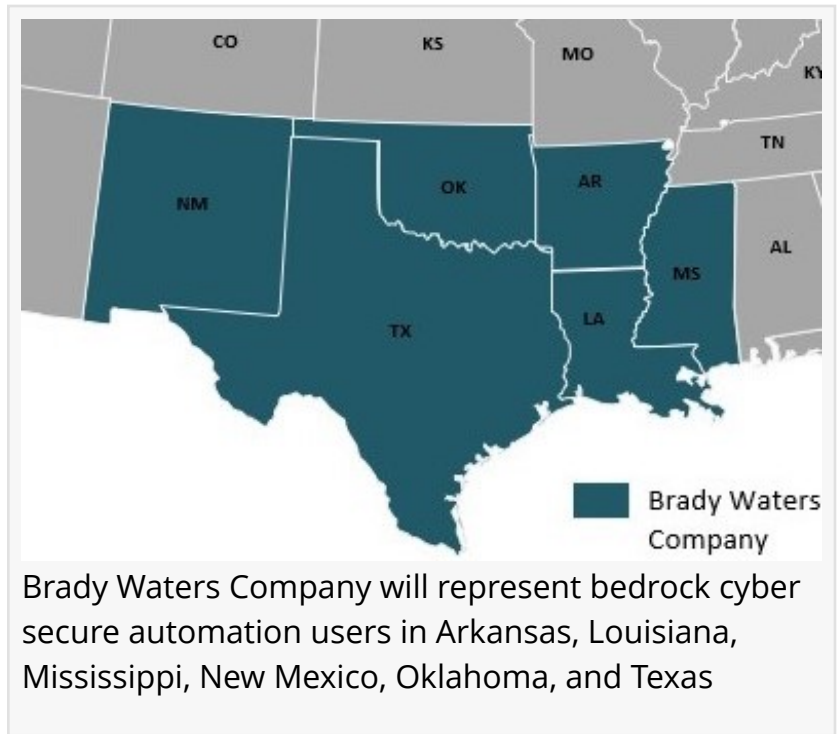 CO
KS
MO
KY
TN
NM
OK
AR
AL
MS
LA
TX
Brady Waters
Company
Brady Waters Company will represent bedrock cyber
secure automation users in Arkansas, Louisiana,
Mississippi, New Mexico, Oklahoma, and Texas